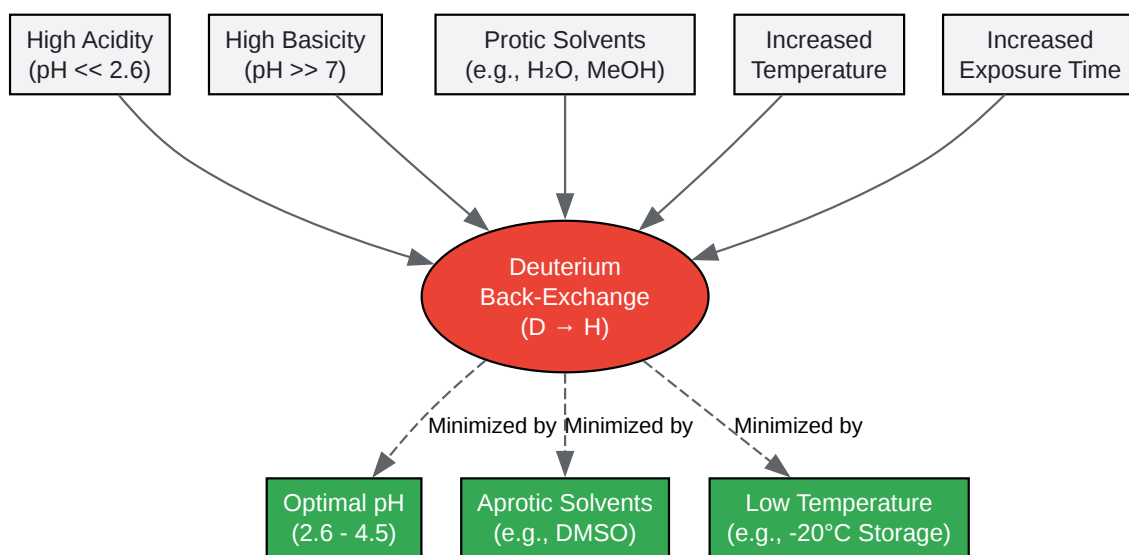 High Acidity
(pH << 2.6)
High Basicity
(pH >> 7)
Protic Solvents
(e.g., H₂O, MeOH)
Increased
Temperature
Increased
Exposure Time
Deuterium
Back-Exchange
(D → H)
Minimized by
Minimized by
Minimized by
Optimal pH
(2.6 - 4.5)
Aprotic Solvents
(e.g., DMSO)
Low Temperature
(e.g., -20°C Storage)